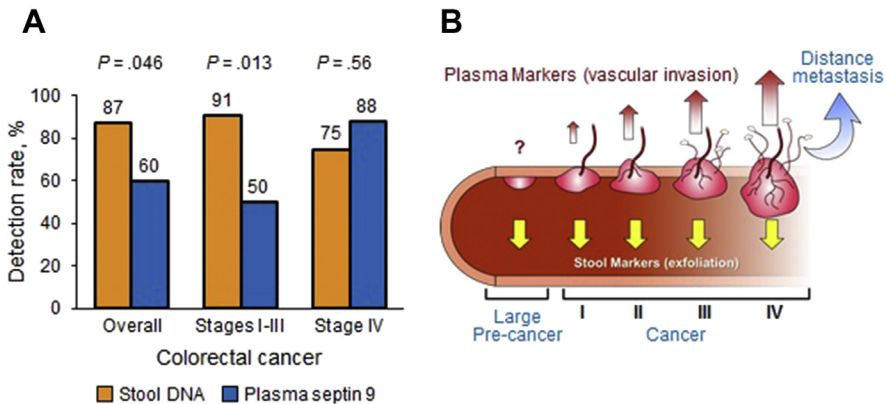 A
P = .046 P = .013 P = .56
100
80
60
40
20
0
Detection rate, %
87
60
91
50
75
88
Overall Stages I-III Stage IV
Colorectal cancer
Stool DNA Plasma septin 9
B
Distance
metastasis
Plasma Markers (vascular invasion)
?
Stool Markers (exfoliation)
I II III IV
Large
Pre-cancer
Cancer